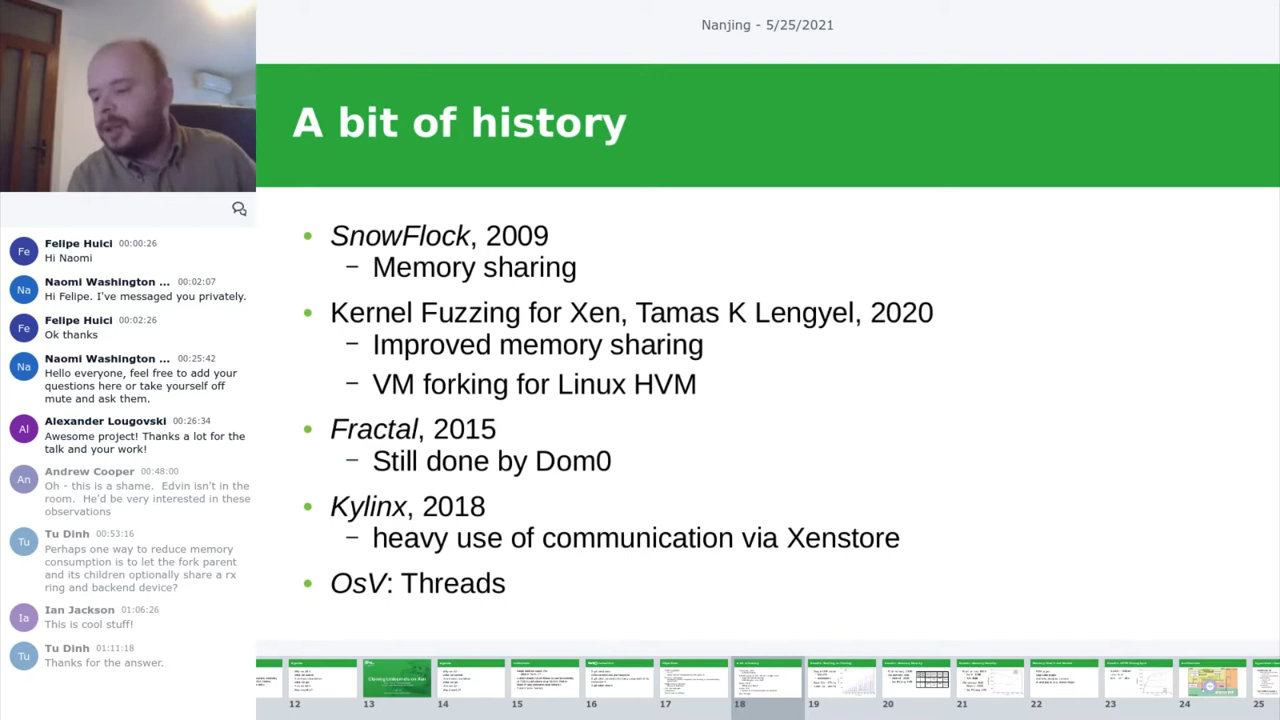 Nanjing - 5/25/2021
A bit of history
• SnowFlock, 2009
– Memory sharing
• Kernel Fuzzing for Xen, Tamas K Lengyel, 2020
– Improved memory sharing
– VM forking for Linux HVM
• Fractal, 2015
– Still done by Dom0
• Kylinx, 2018
– heavy use of communication via Xenstore
• OsV: Threads
Fe
Felipe Huici 00:00:26
Hi Naomi
Na
Naomi Washington ... 00:02:07
Hi Felipe. I've messaged you privately.
Fe
Felipe Huici 00:02:26
Ok thanks
Na
Naomi Washington ... 00:25:42
Hello everyone, feel free to add your
questions here or take yourself off
mute and ask them.
Al
Alexander Lougovski 00:26:34
Awesome project! Thanks a lot for the
talk and your work!
An
Andrew Cooper 00:48:00
Oh - this is a shame. Edvin isn't in the
room. He'd be very interested in these
observations
Tu
Tu Dinh 00:53:16
Perhaps one way to reduce memory
consumption is to let the fork parent
and its children optionally share a rx
ring and backend device?
Ia
Ian Jackson 01:06:26
This is cool stuff!
Tu
Tu Dinh 01:11:18
Thanks for the answer.
12 13 14 15 16 17 18 19 20 21 22 23 24 25